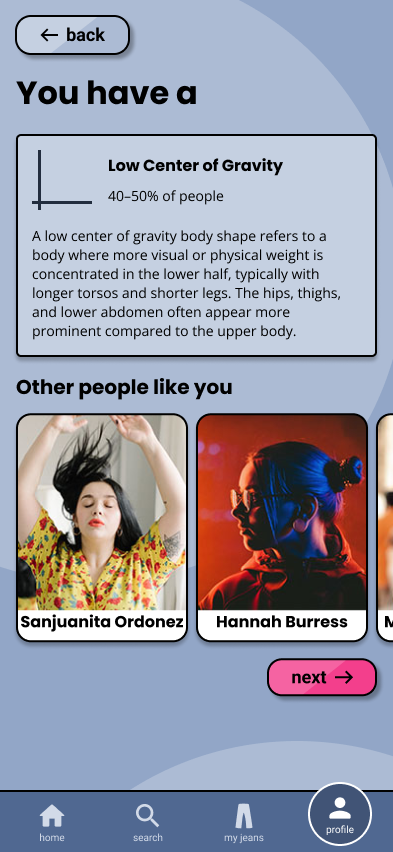 back
You have a
Low Center of Gravity
40–50% of people
A low center of gravity body shape refers to a
body where more visual or physical weight is
concentrated in the lower half, typically with
longer torsos and shorter legs. The hips, thighs,
and lower abdomen often appear more
prominent compared to the upper body.
Other people like you
Sanjuanita Ordonez
Hannah Burress
M
next
home
search
my jeans
profile